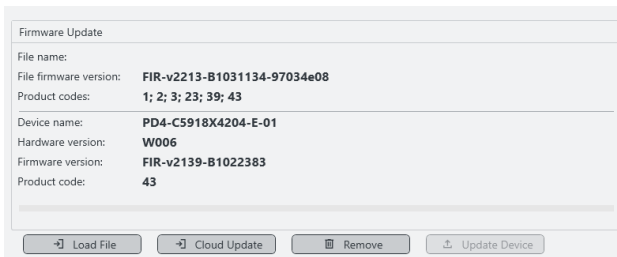 Firmware Update
File name:
File firmware version: FIR-v2213-B1031134-97034e08
Product codes: 1; 2; 3; 23; 39; 43
Device name: PD4-C5918X4204-E-01
Hardware version: W006
Firmware version: FIR-v2139-B1022383
Product code: 43
Load File Cloud Update Remove Update Device